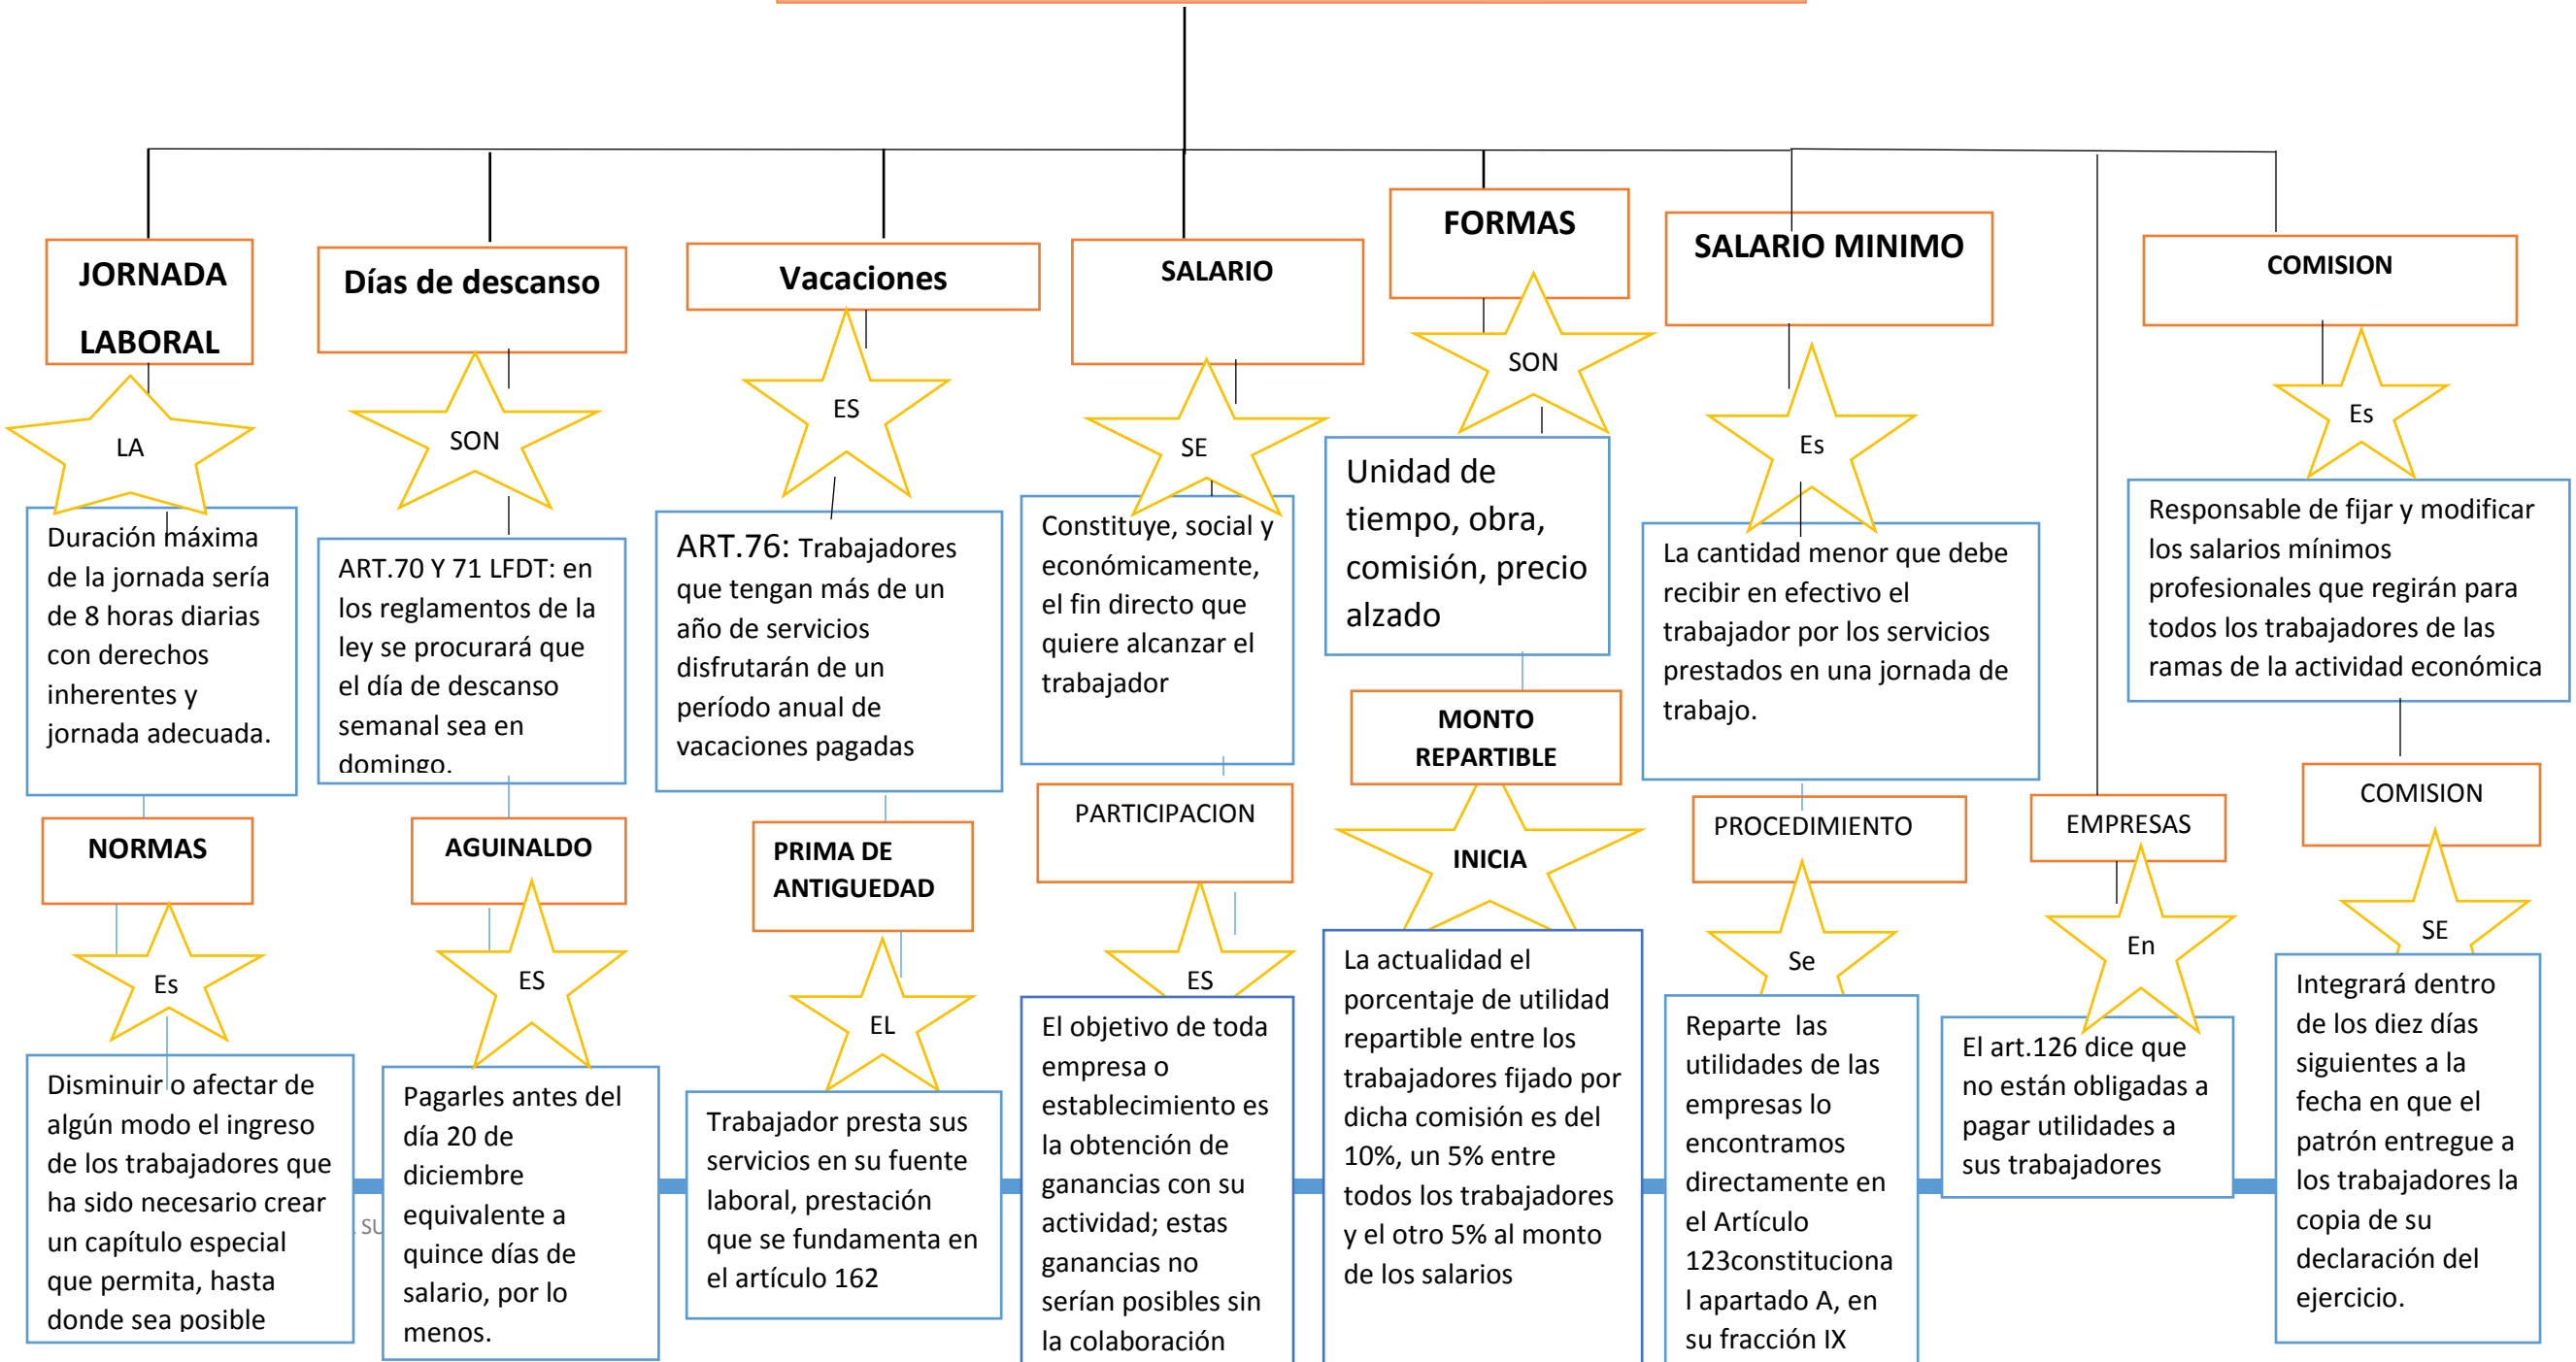 JORNADA
LABORAL
LA
Duración máxima
de la jornada sería
de 8 horas diarias
con derechos
inherentes y
jornada adecuada.
NORMAS
Es
Disminuir o afectar de
algún modo el ingreso
de los trabajadores que
ha sido necesario crear
un capítulo especial
que permita, hasta
donde sea posible
Días de descanso
SON
ART.70 Y 71 LFDT: en
los reglamentos de la
ley se procurará que
el día de descanso
semanal sea en
domingo.
AGUINALDO
ES
Pagarles antes del
día 20 de
diciembre
equivalente a
quince días de
salario, por lo
menos.
Vacaciones
ES
ART.76: Trabajadores
que tengan más de un
año de servicios
disfrutarán de un
período anual de
vacaciones pagadas
PRIMA DE
ANTIGUEDAD
EL
Trabajador presta sus
servicios en su fuente
laboral, prestación
que se fundamenta en
el artículo 162
SALARIO
SE
Constituye, social y
económicamente,
el fin directo que
quiere alcanzar el
trabajador
PARTICIPACION
ES
El objetivo de toda
empresa o
establecimiento es
la obtención de
ganancias con su
actividad; estas
ganancias no
serían posibles sin
la colaboración
FORMAS
SON
Unidad de
tiempo, obra,
comisión, precio
alzado
MONTO
REPARTIBLE
INICIA
La actualidad el
porcentaje de utilidad
repartible entre los
trabajadores fijado por
dicha comisión es del
10%, un 5% entre
todos los trabajadores
y el otro 5% al monto
de los salarios
SALARIO MINIMO
Es
La cantidad menor que debe
recibir en efectivo el
trabajador por los servicios
prestados en una jornada de
trabajo.
PROCEDIMIENTO
Se
Reparte  las
utilidades de las
empresas lo
encontramos
directamente en
el Artículo
123constituciona
l apartado A, en
su fracción IX
EMPRESAS
En
El art.126 dice que
no están obligadas a
pagar utilidades a
sus trabajadores
COMISION
Es
Responsable de fijar y modificar
los salarios mínimos
profesionales que regirán para
todos los trabajadores de las
ramas de la actividad económica
COMISION
SE
Integrará dentro
de los diez días
siguientes a la
fecha en que el
patrón entregue a
los trabajadores la
copia de su
declaración del
ejercicio.